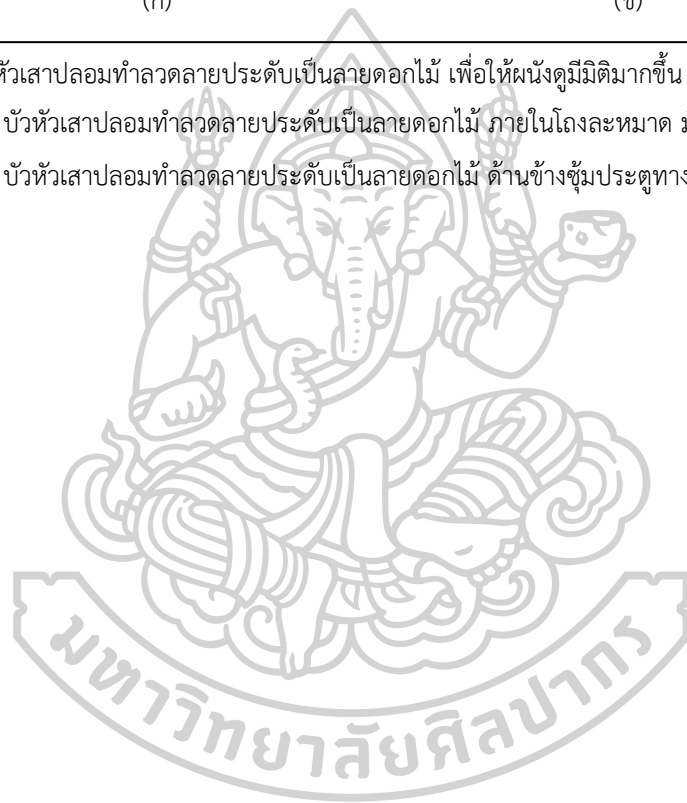 (ก) (ข)
หัวเสาปลอมทำลวดลายประดับเป็นลายดอกไม้ เพื่อให้ผนังดูมีมิติมากขึ้น
บัวหัวเสาปลอมทำลวดลายประดับเป็นลายดอกไม้ ภายในโถงละหมาด
บัวหัวเสาปลอมทำลวดลายประดับเป็นลายดอกไม้ ด้านข้างซุ้มประตูทาง
มหาวิทยาลัยศิลปากร